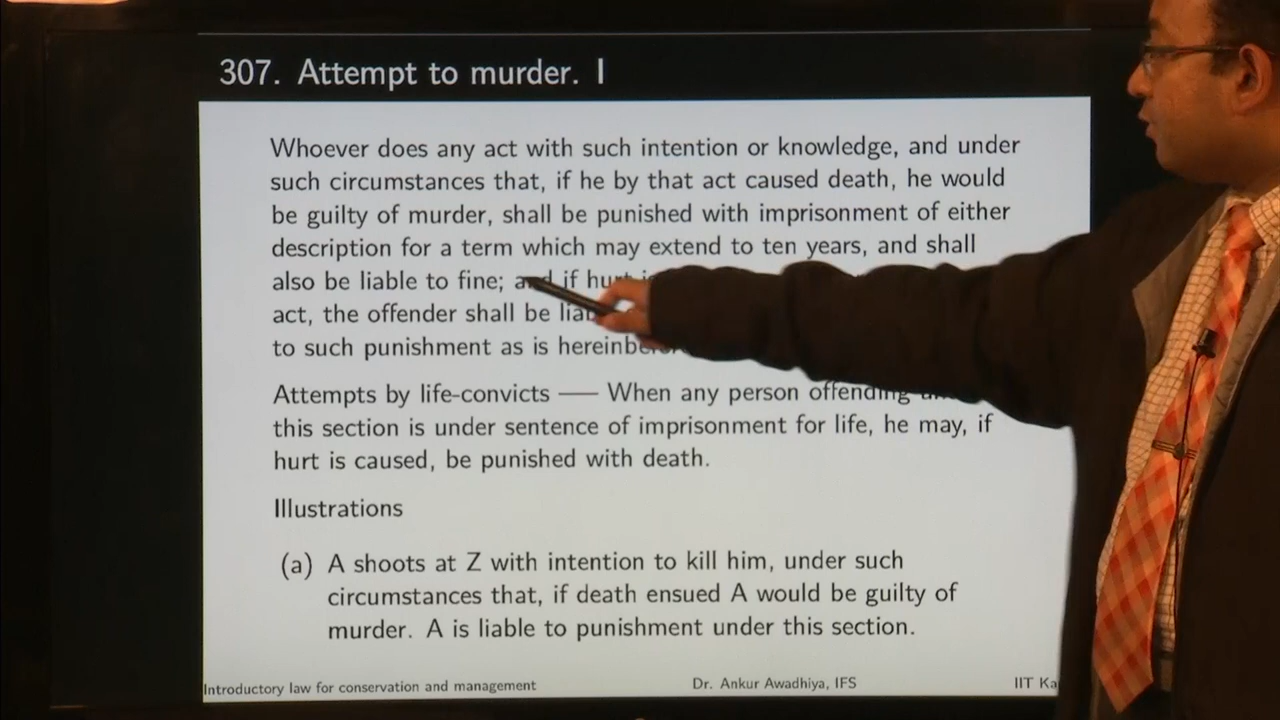 307. Attempt to murder. I
Whoever does any act with such intention or knowledge, and under
such circumstances that, if he by that act caused death, he would
be guilty of murder, shall be punished with imprisonment of either
description for a term which may extend to ten years, and shall
also be liable to fine; and if hurt
act, the offender shall be
to such punishment as is
Attempts by life-convicts — When any person offending
this section is under sentence of imprisonment for life, he may, if
hurt is caused, be punished with death.
Illustrations
(a) A shoots at Z with intention to kill him, under such
circumstances that, if death ensued A would be guilty of
murder. A is liable to punishment under this section.
Introductory law for conservation and management Dr. Ankur Awadhiya, IFS IIT